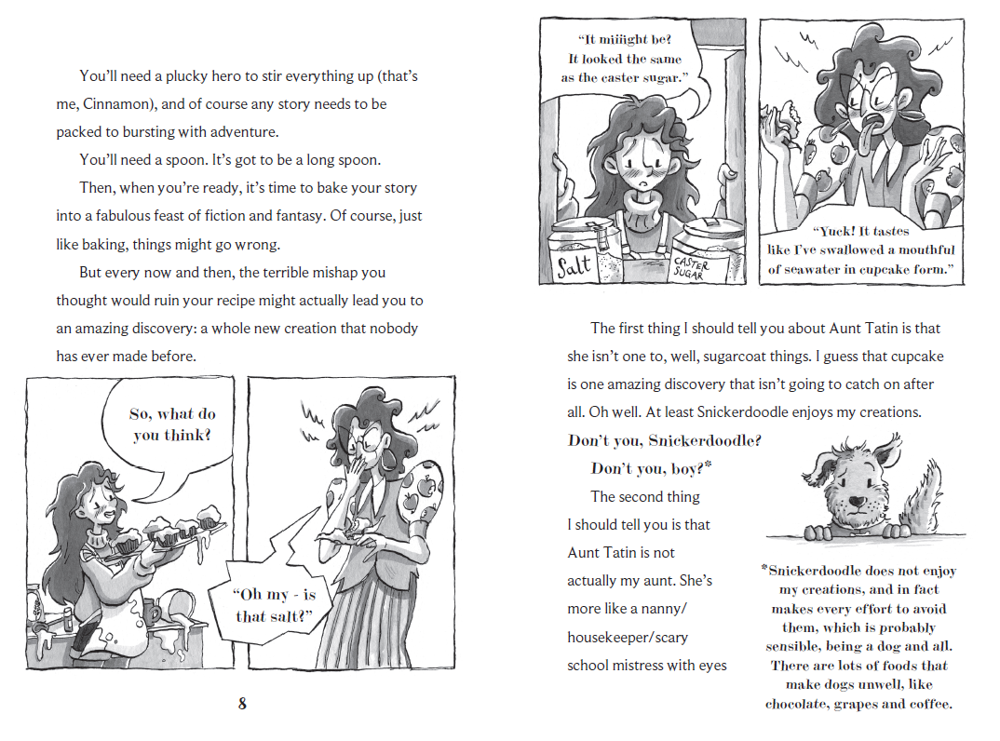 You’ll need a plucky hero to stir everything up (that’s
me, Cinnamon), and of course any story needs to be
packed to bursting with adventure.
You’ll need a spoon. It’s got to be a long spoon.
Then, when you’re ready, it’s time to bake your story
into a fabulous feast of fiction and fantasy. Of course, just
like baking, things might go wrong.
But every now and then, the terrible mishap you
thought would ruin your recipe might actually lead you to
an amazing discovery: a whole new creation that nobody
has ever made before.
So, what do
you think?
“Oh my - is
that salt?”
8
“It miiight be?
It looked the same
as the caster sugar.”
Salt
CASTER
SUGAR
“Yuck! It tastes
like I’ve swallowed a mouthful
of seawater in cupcake form.”
The first thing I should tell you about Aunt Tatin is that
she isn’t one to, well, sugarcoat things. I guess that cupcake
is one amazing discovery that isn’t going to catch on after
all. Oh well. At least Snickerdoodle enjoys my creations.
Don’t you, Snickerdoodle?
Don’t you, boy?*
The second thing
I should tell you is that
Aunt Tatin is not
actually my aunt. She’s
more like a nanny/
housekeeper/scary
school mistress with eyes
*Snickerdoodle does not enjoy
my creations, and in fact
makes every effort to avoid
them, which is probably
sensible, being a dog and all.
There are lots of foods that
make dogs unwell, like
chocolate, grapes and coffee.